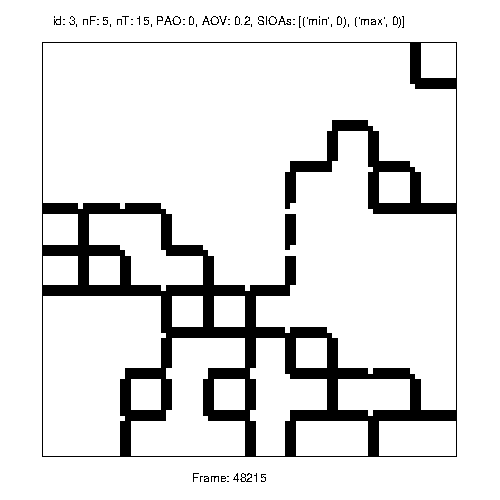 id: 3, nF: 5, nT: 15, PAO: 0, AOV: 0.2, SIOAs: [('min', 0), ('max', 0)]
Frame: 48215